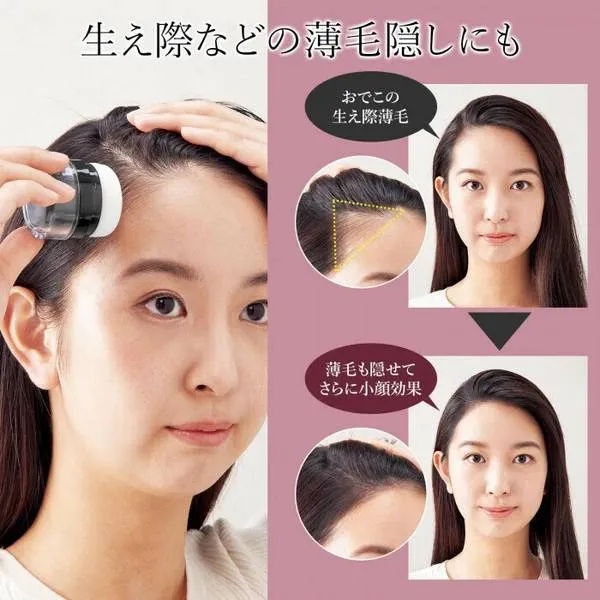 生え際などの薄毛隠しにも
おでこの
生え際薄毛
薄毛も隠せて
さらに小顔効果